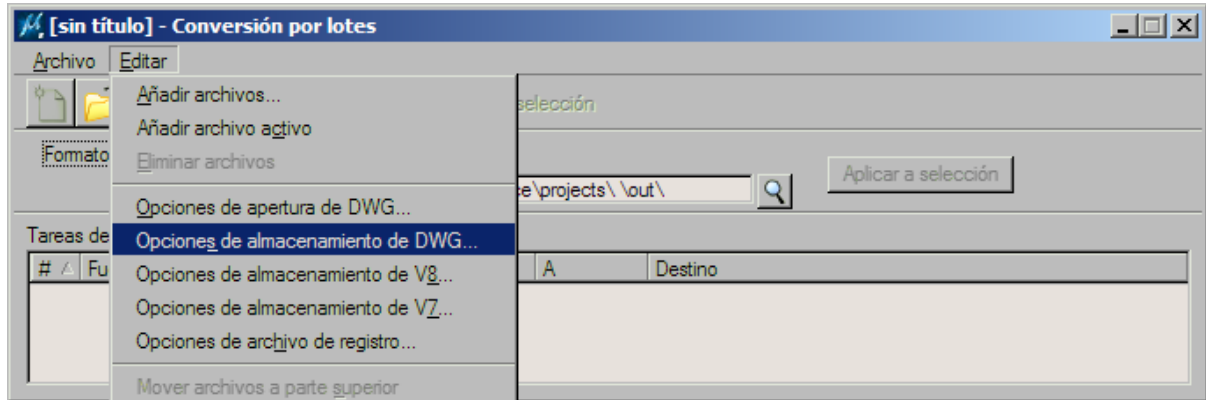 [sin título] - Conversión por lotes
Archivo Editar
Añadir archivos...
selección
Añadir archivo activo
Formato
Eliminar archivos
Aplicar a selección
ce\projects\ \out\
Opciones de apertura de DWG...
Tareas de
Opciones de almacenamiento de DWG...
# Fu A Destino
Opciones de almacenamiento de V8...
Opciones de almacenamiento de V7...
Opciones de archivo de registro...
Mover archivos a parte superior